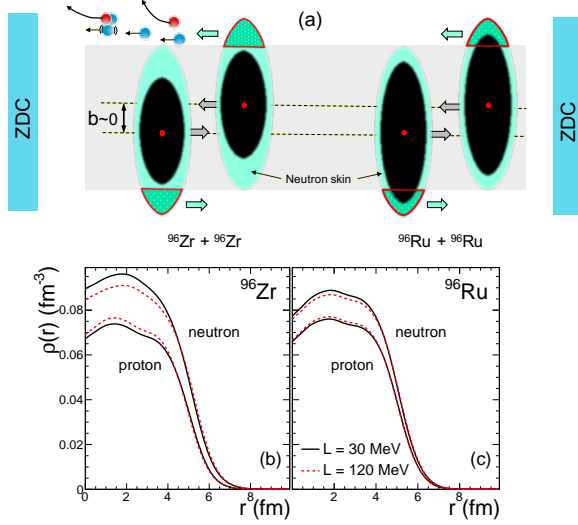 (a)
ZDC
ZDC
b~0
Neutron skin
⁹⁶Zr + ⁹⁶Zr
⁹⁶Ru + ⁹⁶Ru
ρ(r) (fm⁻³)
0.08
0.06
0.04
0.02
0
⁹⁶Zr
neutron
proton
(b)
0 2 4 6 8
r (fm)
⁹⁶Ru
neutron
proton
L = 30 MeV
L = 120 MeV
(c)
0 2 4 6 8
r (fm)